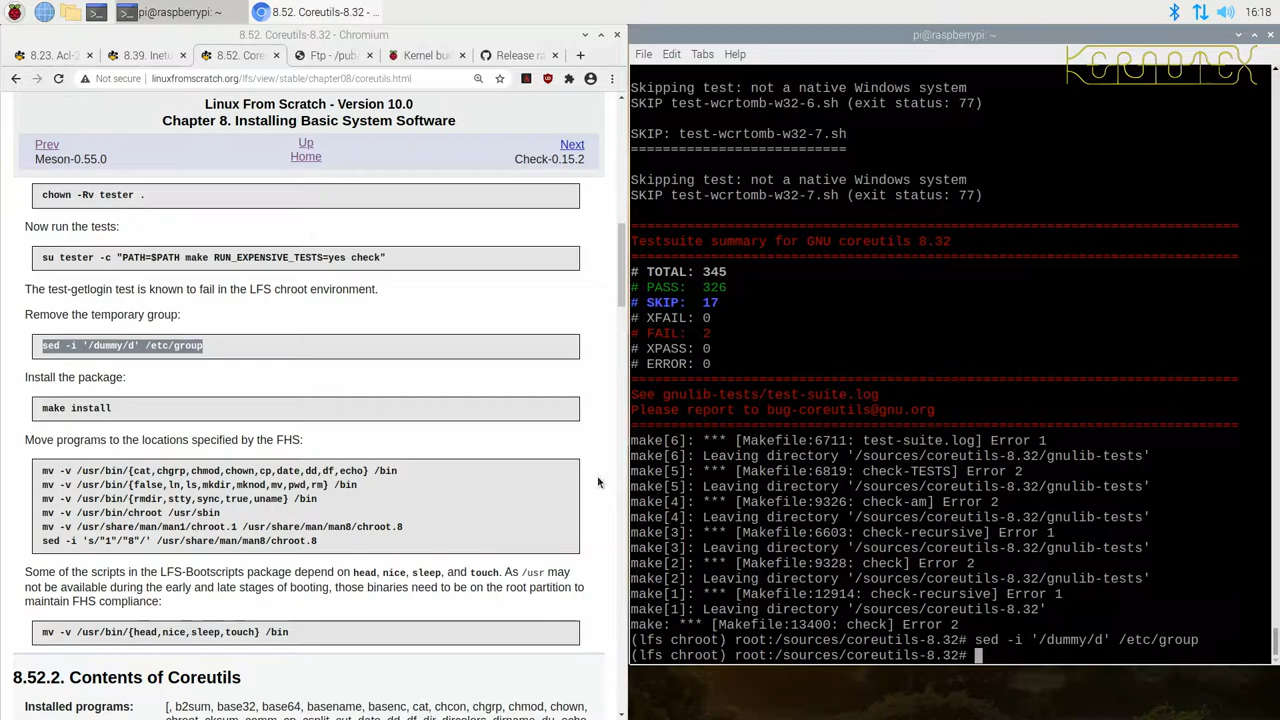 pi@raspberrypi: ~
8.52. Coreutils-8.32 - ...
16:18
8.52. Coreutils-8.32 - Chromium
8.23. Acl-2
8.39. Inetu
8.52. Core
Ftp - /pub
Kernel buil
Release ra
Not secure | linuxfromscratch.org/lfs/view/stable/chapter08/coreutils.html
Linux From Scratch - Version 10.0
Chapter 8. Installing Basic System Software
Prev
Up
Next
Meson-0.55.0
Home
Check-0.15.2
chown -Rv tester .
Now run the tests:
su tester -c "PATH=$PATH make RUN_EXPENSIVE_TESTS=yes check"
The test-getlogin test is known to fail in the LFS chroot environment.
Remove the temporary group:
sed -i '/dummy/d' /etc/group
Install the package:
make install
Move programs to the locations specified by the FHS:
mv -v /usr/bin/{cat,chgrp,chmod,chown,cp,date,dd,df,echo} /bin
mv -v /usr/bin/{false,ln,ls,mkdir,mknod,mv,pwd,rm} /bin
mv -v /usr/bin/{rmdir,stty,sync,true,uname} /bin
mv -v /usr/bin/chroot /usr/sbin
mv -v /usr/share/man/man1/chroot.1 /usr/share/man/man8/chroot.8
sed -i 's/"1"/"8"/' /usr/share/man/man8/chroot.8
Some of the scripts in the LFS-Bootscripts package depend on head, nice, sleep, and touch. As /usr may
not be available during the early and late stages of booting, those binaries need to be on the root partition to
maintain FHS compliance:
mv -v /usr/bin/{head,nice,sleep,touch} /bin
8.52.2. Contents of Coreutils
Installed programs:
[, b2sum, base32, base64, basename, basenc, cat, chcon, chgrp, chmod, chown,
chroot, cksum, comm, cp, csplit, cut, date, dd, df, dir, dircolors, dirname, du, echo,
pi@raspberrypi: ~
File Edit Tabs Help
Skipping test: not a native Windows system
SKIP test-wcrtomb-w32-6.sh (exit status: 77)
SKIP: test-wcrtomb-w32-7.sh
===========================
Skipping test: not a native Windows system
SKIP test-wcrtomb-w32-7.sh (exit status: 77)
============================================================================
Testsuite summary for GNU coreutils 8.32
============================================================================
# TOTAL: 345
# PASS:  326
# SKIP:  17
# XFAIL: 0
# FAIL:  2
# XPASS: 0
# ERROR: 0
============================================================================
See gnulib-tests/test-suite.log
Please report to bug-coreutils@gnu.org
============================================================================
make[6]: *** [Makefile:6711: test-suite.log] Error 1
make[6]: Leaving directory '/sources/coreutils-8.32/gnulib-tests'
make[5]: *** [Makefile:6819: check-TESTS] Error 2
make[5]: Leaving directory '/sources/coreutils-8.32/gnulib-tests'
make[4]: *** [Makefile:9326: check-am] Error 2
make[4]: Leaving directory '/sources/coreutils-8.32/gnulib-tests'
make[3]: *** [Makefile:6603: check-recursive] Error 1
make[3]: Leaving directory '/sources/coreutils-8.32/gnulib-tests'
make[2]: *** [Makefile:9328: check] Error 2
make[2]: Leaving directory '/sources/coreutils-8.32/gnulib-tests'
make[1]: *** [Makefile:12914: check-recursive] Error 1
make[1]: Leaving directory '/sources/coreutils-8.32'
make: *** [Makefile:13400: check] Error 2
(lfs chroot) root:/sources/coreutils-8.32# sed -i '/dummy/d' /etc/group
(lfs chroot) root:/sources/coreutils-8.32#